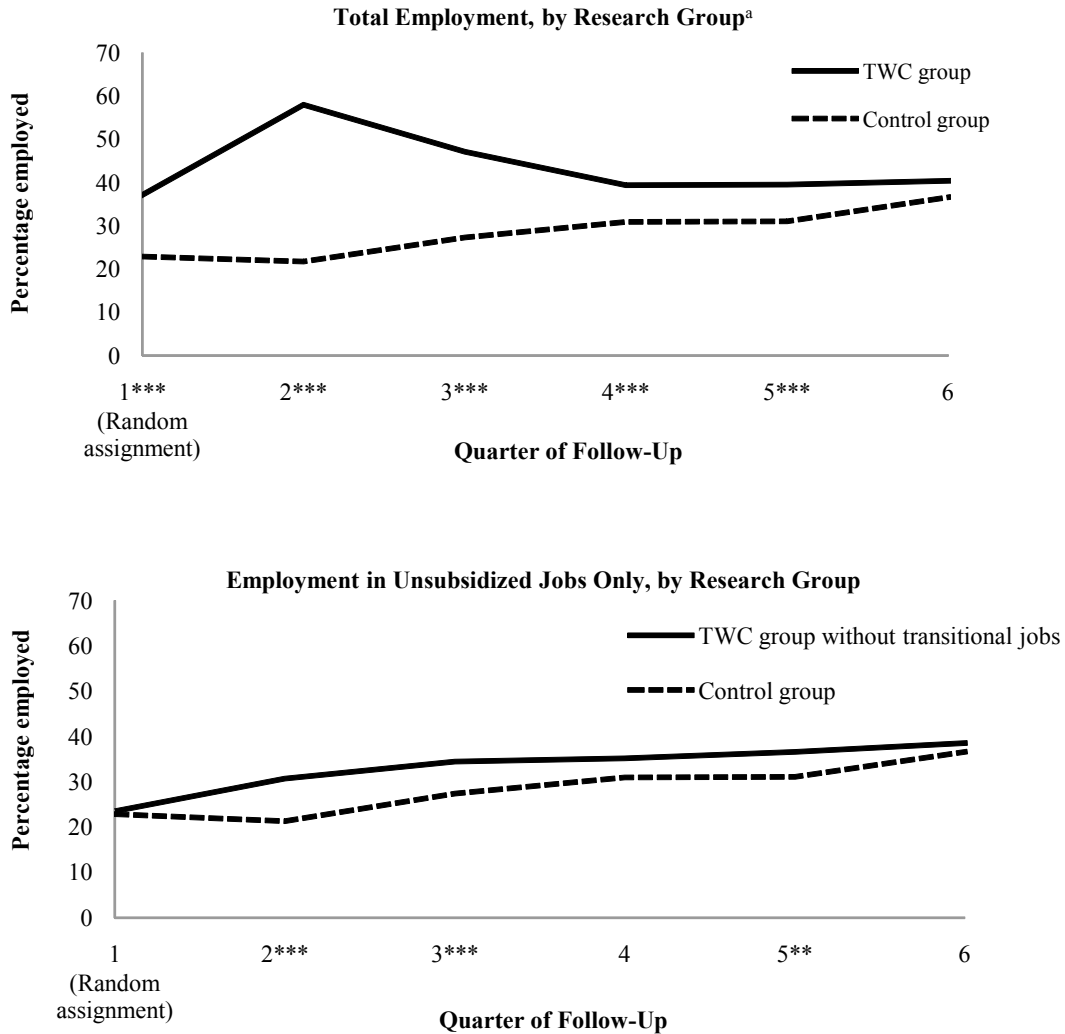 Total Employment, by Research Groupᵃ
70
60
50
40
30
20
10
0
Percentage employed
TWC group
Control group
1*** 2*** 3*** 4*** 5*** 6
(Random
assignment)
Quarter of Follow-Up
Employment in Unsubsidized Jobs Only, by Research Group
70
60
50
40
30
20
10
0
Percentage employed
TWC group without transitional jobs
Control group
1 2*** 3*** 4 5** 6
(Random
assignment)
Quarter of Follow-Up